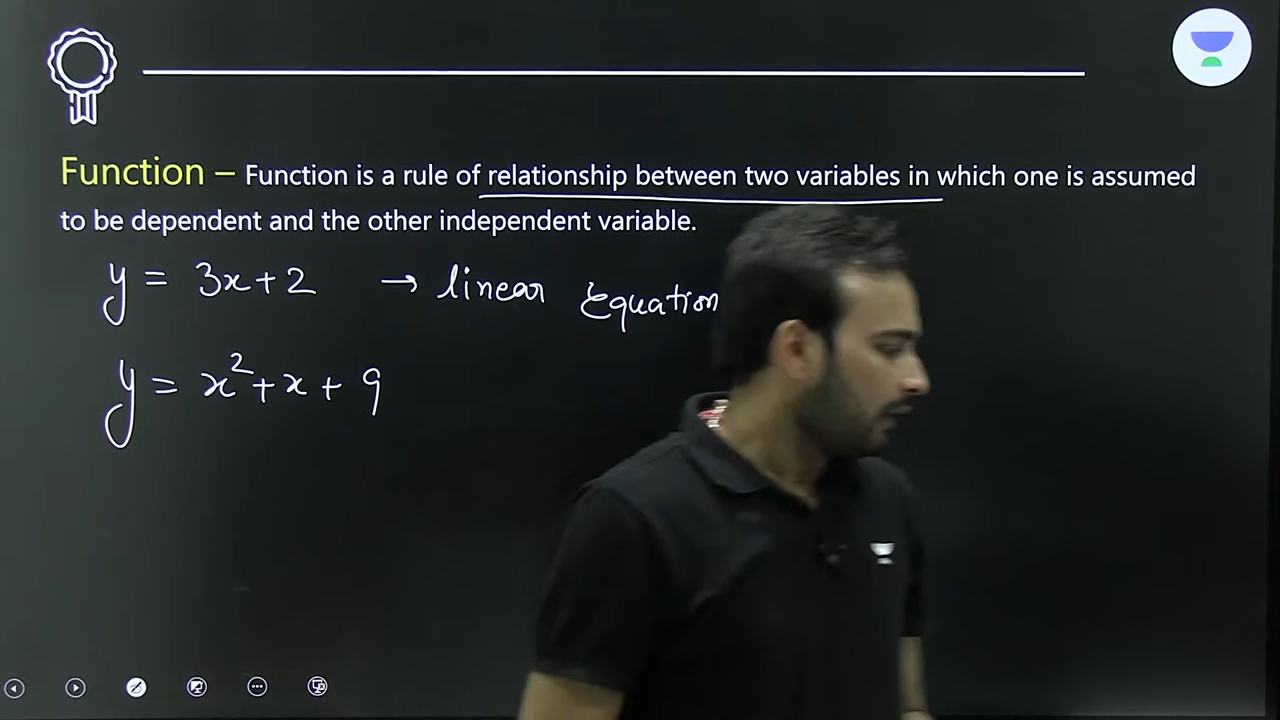 Function – Function is a rule of relationship between two variables in which one is assumed
to be dependent and the other independent variable.
y = 3x+2 → linear Equation
y = x²+x+9